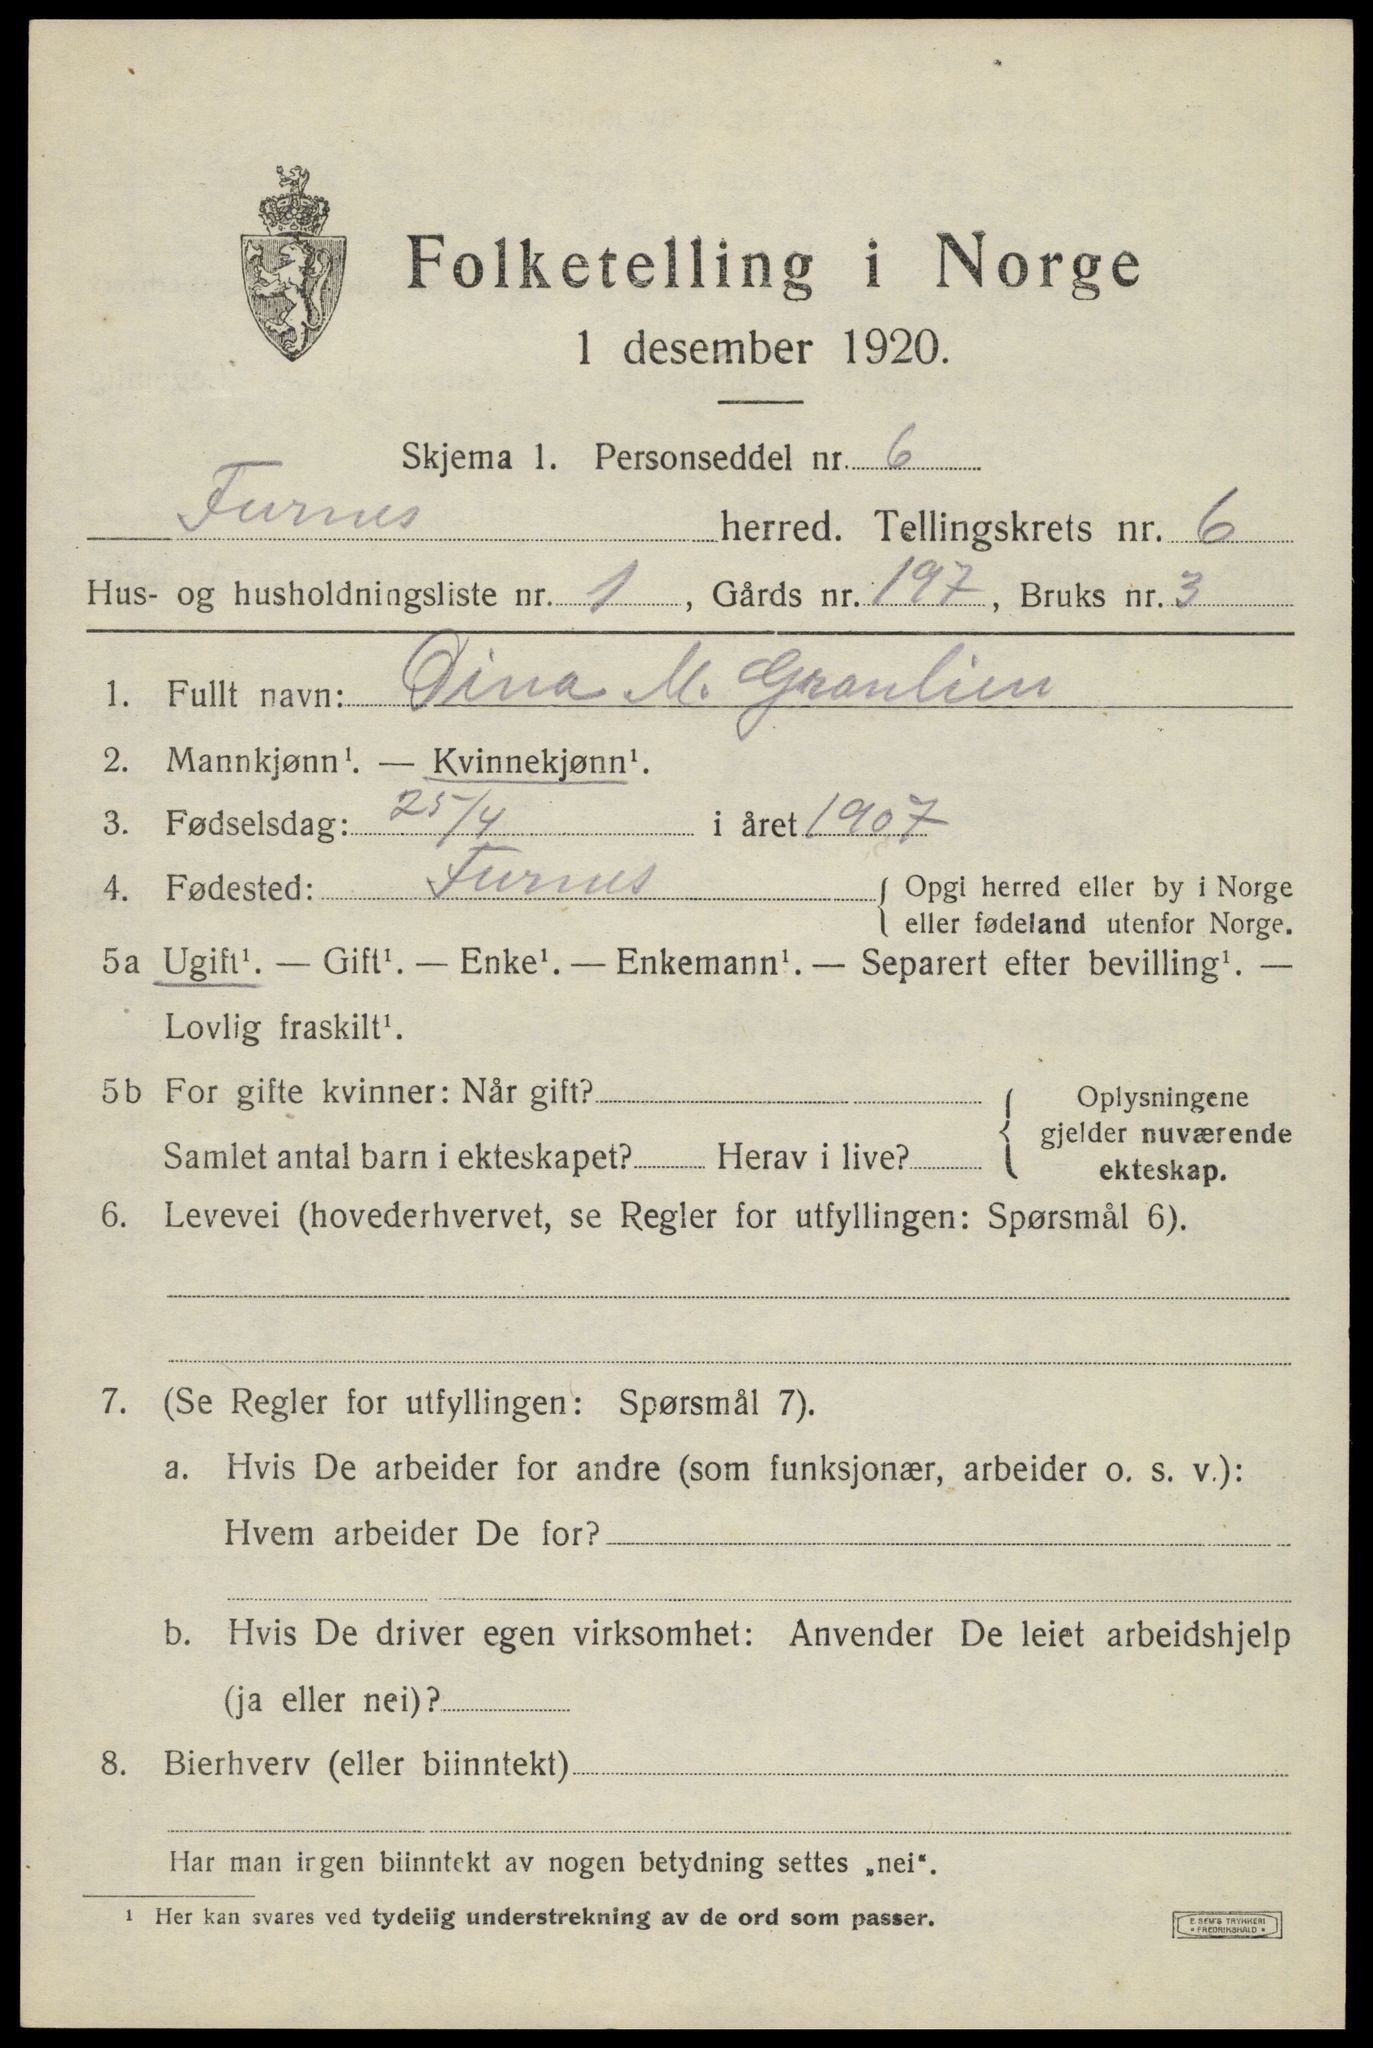 Folketelling i Norge
1 desember 1920.
Skjema 1. Personseddel nr. 6
Furnes herred. Tellingskrets nr. 6
Hus- og husholdningsliste nr. 1, Gårds nr. 197, Bruks nr. 3
1. Fullt navn: Dina M. Granlien
2. Mannkjønn¹. — Kvinnekjønn¹.
3. Fødselsdag: 25/4 i året 1907
4. Fødested: Furnes { Opgi herred eller by i Norge
eller fødeland utenfor Norge.
5a Ugift¹. — Gift¹. — Enke¹. — Enkemann¹. — Separert efter bevilling¹. —
Lovlig fraskilt¹.
5b For gifte kvinner: Når gift?
Samlet antal barn i ekteskapet? Herav i live?
Oplysningene
gjelder nuværende
ekteskap.
6. Levevei (hovederhvervet, se Regler for utfyllingen: Spørsmål 6).
7. (Se Regler for utfyllingen: Spørsmål 7).
a. Hvis De arbeider for andre (som funksjonær, arbeider o. s. v.):
Hvem arbeider De for?
b. Hvis De driver egen virksomhet: Anvender De leiet arbeidshjelp
(ja eller nei)?
8. Bierhverv (eller biinntekt)
Har man irgen biinntekt av nogen betydning settes „nei“.
¹ Her kan svares ved tydelig understrekning av de ord som passer.
E. SEM'S TRYKKERI
• FREDRIKSHALD •